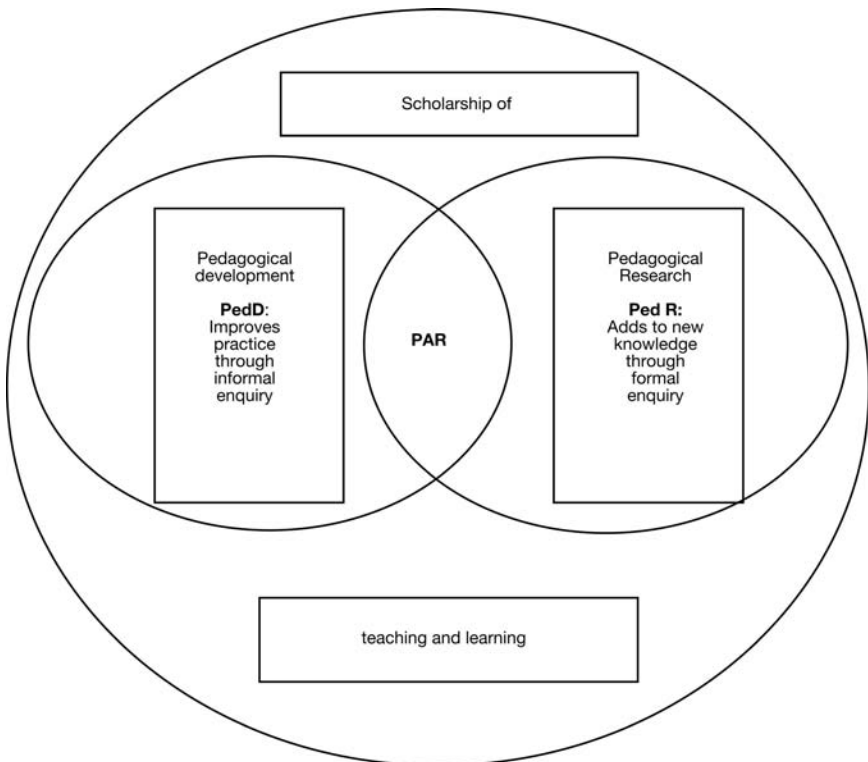 Scholarship of
Pedagogical
development
PedD:
Improves
practice
through
informal
enquiry
PAR
Pedagogical
Research
Ped R:
Adds to new
knowledge
through
formal
enquiry
teaching and learning